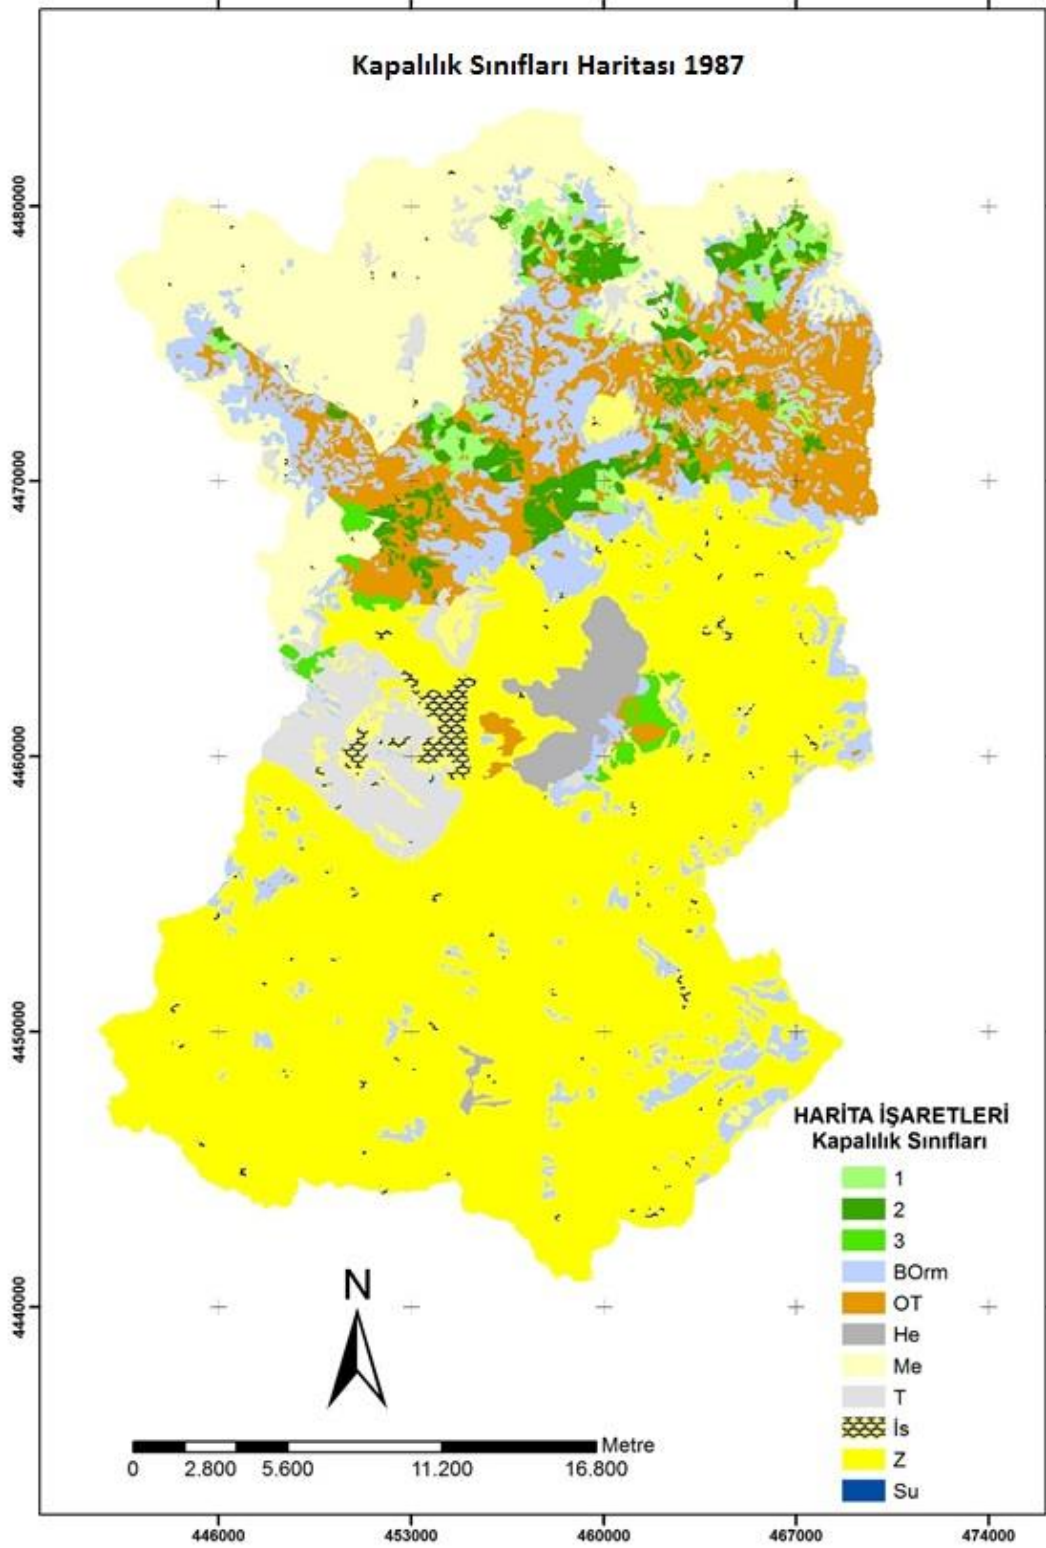 Kapalılık Sınıfları Haritası 1987
4480000
4470000
4460000
4450000
4440000
HARİTA İŞARETLERİ
Kapalılık Sınıfları
1
2
3
BOrm
OT
He
Me
T
İs
Z
Su
N
Metre
0 2.800 5.600 11.200 16.800
446000 453000 460000 467000 474000